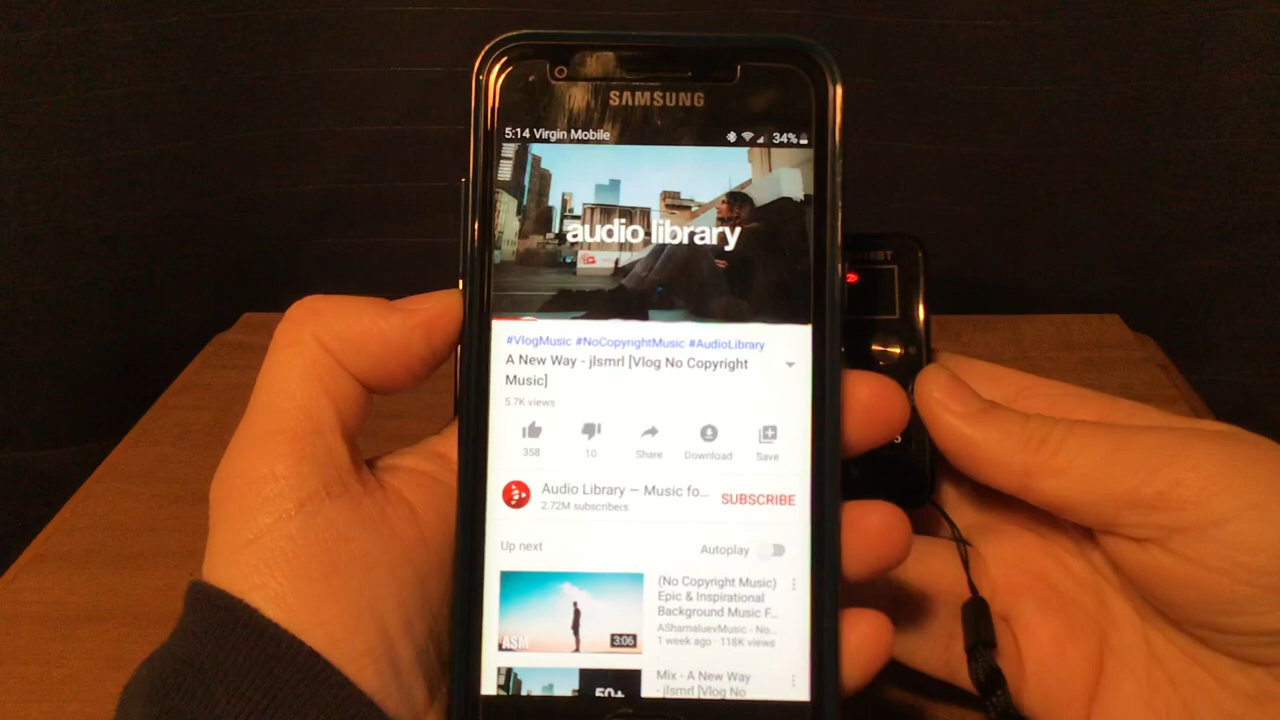 SAMSUNG
5:14 Virgin Mobile
34%
audio library
#VlogMusic #NoCopyrightMusic #AudioLibrary
A New Way - jlsmrl [Vlog No Copyright
Music]
5.7K views
358
10
Share
Download
Save
Audio Library — Music fo...
2.72M subscribers
SUBSCRIBE
Up next
Autoplay
(No Copyright Music)
Epic & Inspirational
Background Music F...
AShamaluevMusic - No...
1 week ago · 118K views
ASM
3:06
Mix - A New Way
- jlsmrl [Vlog No
50+